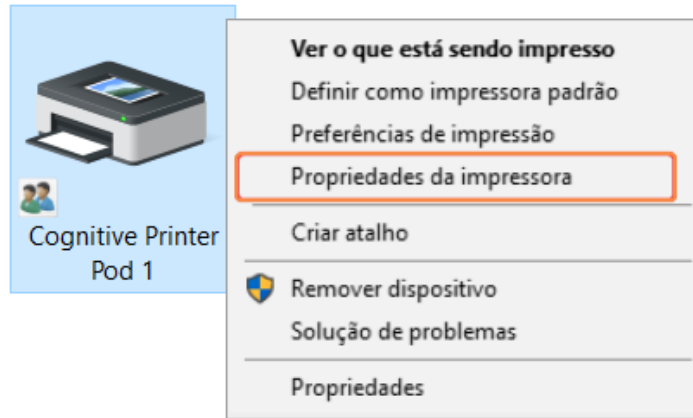 Cognitive Printer
Pod 1
Ver o que está sendo impresso
Definir como impressora padrão
Preferências de impressão
Propriedades da impressora
Criar atalho
Remover dispositivo
Solução de problemas
Propriedades